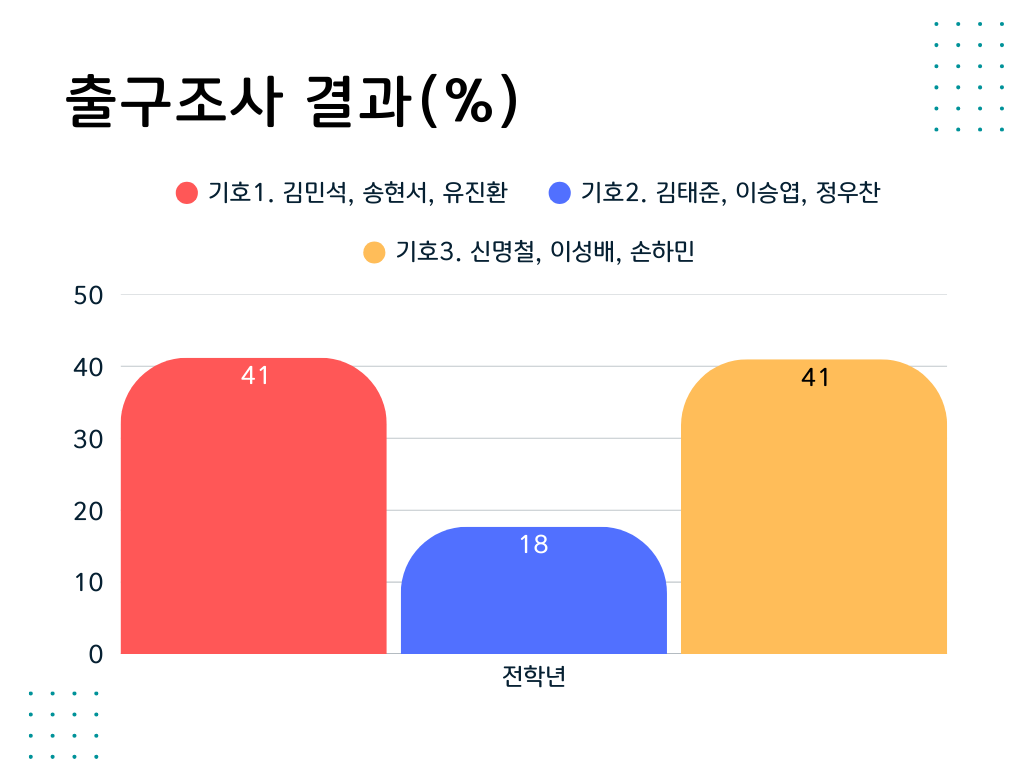 출구조사 결과(%)
기호1. 김민석, 송현서, 유진환
기호2. 김태준, 이승엽, 정우찬
기호3. 신명철, 이성배, 손하민
50
40
30
20
10
0
41
18
41
전학년